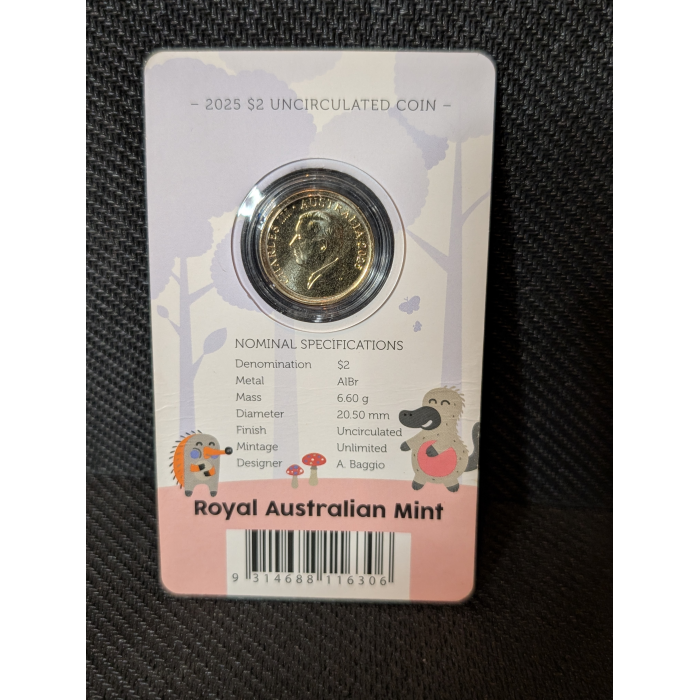 – 2025 $2 UNCIRCULATED COIN –
CHARLES III • AUSTRALIA 2025
NOMINAL SPECIFICATIONS
Denomination $2
Metal AlBr
Mass 6.60 g
Diameter 20.50 mm
Finish Uncirculated
Mintage Unlimited
Designer A. Baggio
Royal Australian Mint
9 314688 116306